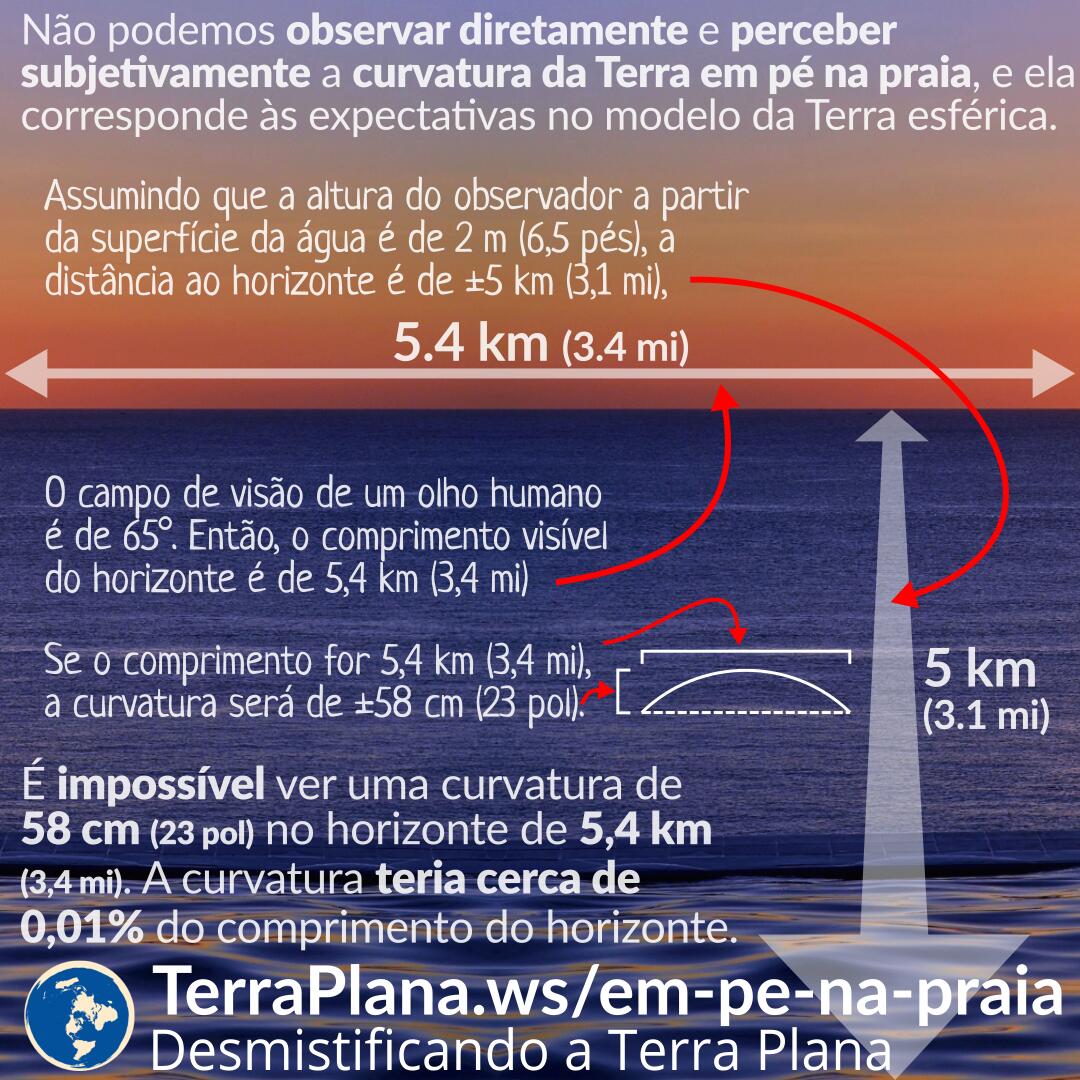 Não podemos observar diretamente e perceber
subjetivamente a curvatura da Terra em pé na praia, e ela
corresponde às expectativas no modelo da Terra esférica.
Assumindo que a altura do observador a partir
da superfície da água é de 2 m (6,5 pés), a
distância ao horizonte é de ±5 km (3,1 mi),
5.4 km (3.4 mi)
O campo de visão de um olho humano
é de 65°. Então, o comprimento visível
do horizonte é de 5,4 km (3,4 mi)
Se o comprimento for 5,4 km (3,4 mi),
a curvatura será de ±58 cm (23 pol).
5 km
(3.1 mi)
É impossível ver uma curvatura de
58 cm (23 pol) no horizonte de 5,4 km
(3,4 mi). A curvatura teria cerca de
0,01% do comprimento do horizonte.
TerraPlana.ws/em-pe-na-praia
Desmistificando a Terra Plana